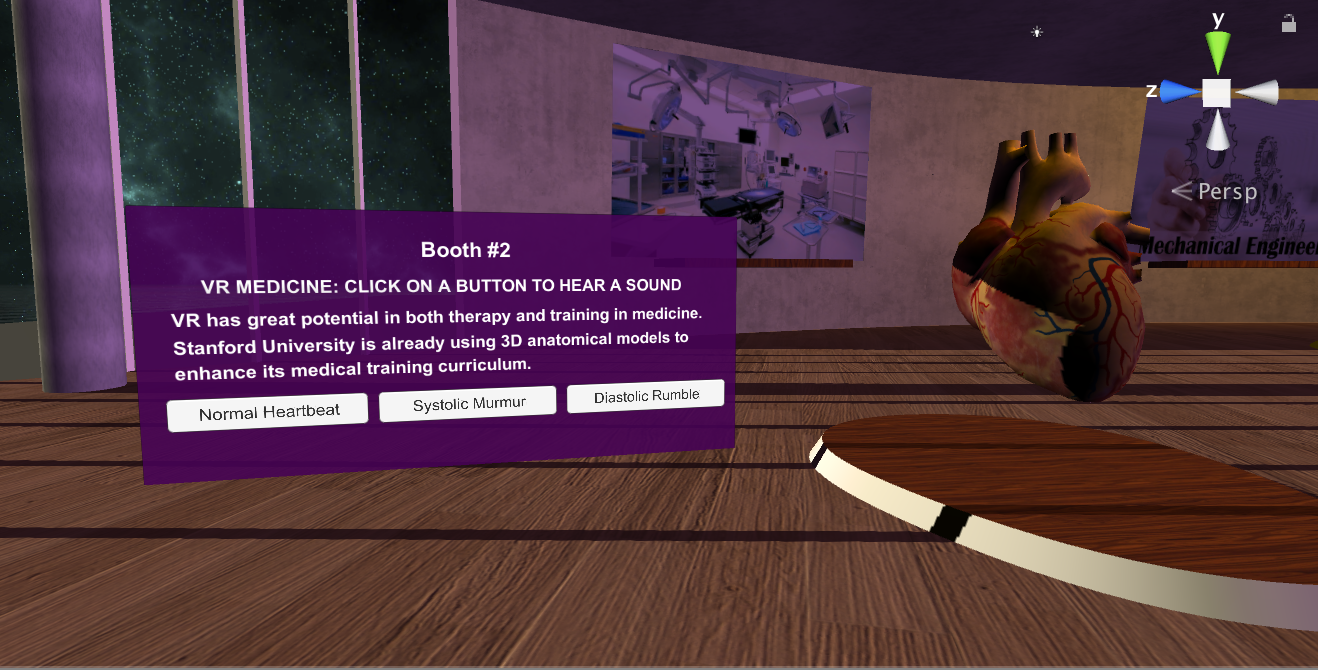 Booth #2
VR MEDICINE: CLICK ON A BUTTON TO HEAR A SOUND
VR has great potential in both therapy and training in medicine.
Stanford University is already using 3D anatomical models to
enhance its medical training curriculum.
Normal Heartbeat Systolic Murmur Diastolic Rumble
y
z
Persp
Mechanical Engineer